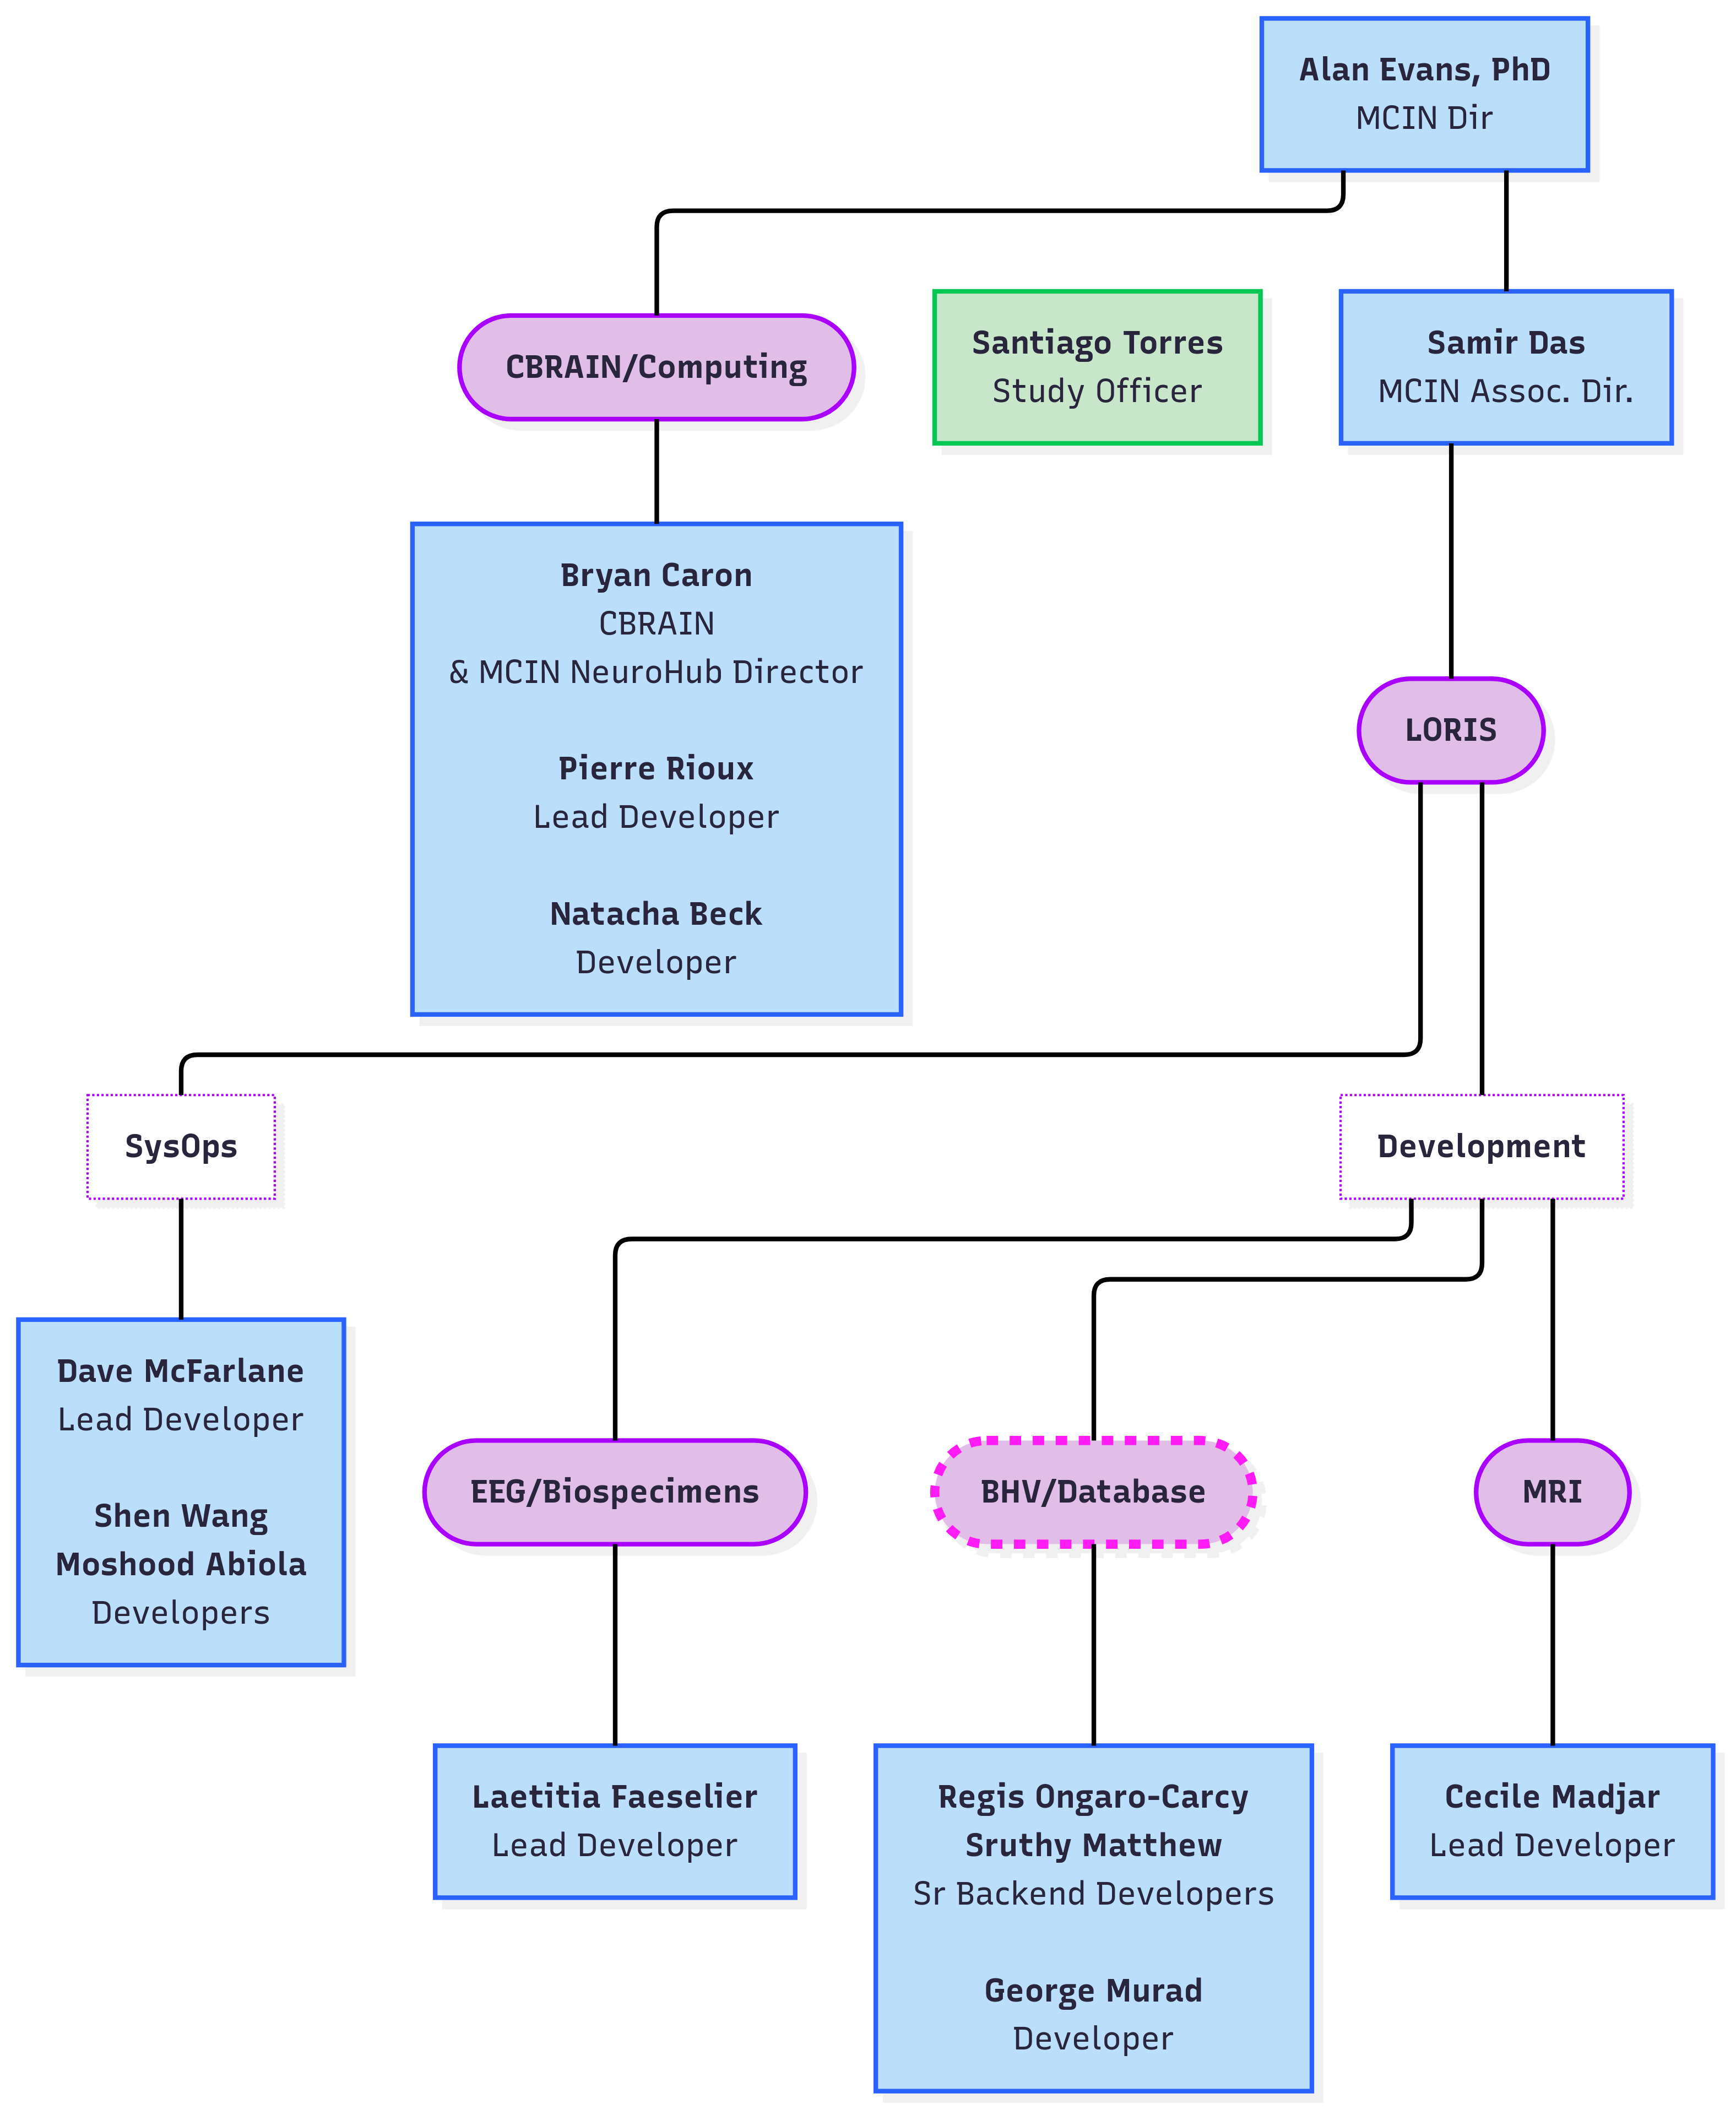 Alan Evans, PhD
MCIN Dir
CBRAIN/Computing
Santiago Torres
Study Officer
Samir Das
MCIN Assoc. Dir.
Bryan Caron
CBRAIN
& MCIN NeuroHub Director
Pierre Rioux
Lead Developer
Natacha Beck
Developer
LORIS
SysOps
Development
Dave McFarlane
Lead Developer
Shen Wang
Moshood Abiola
Developers
EEG/Biospecimens
BHV/Database
MRI
Laetitia Faeselier
Lead Developer
Regis Ongaro-Carcy
Sruthy Matthew
Sr Backend Developers
George Murad
Developer
Cecile Madjar
Lead Developer